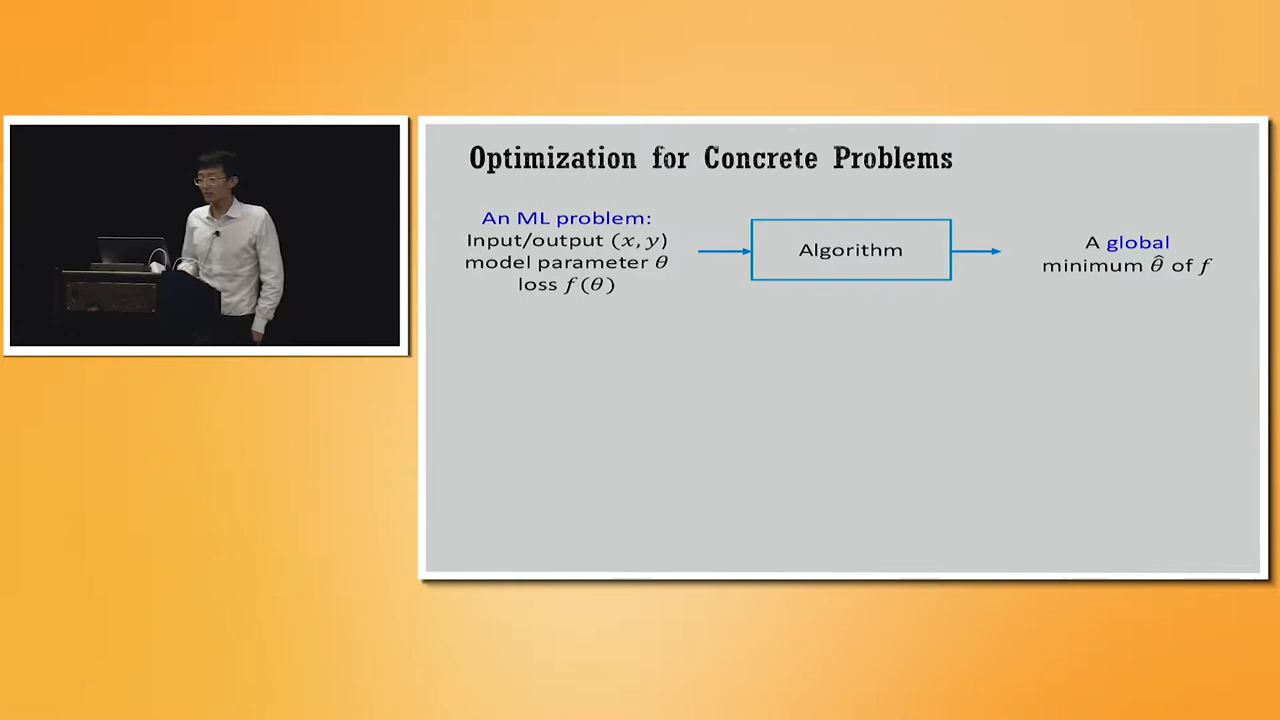 Optimization for Concrete Problems
An ML problem:
Input/output (x, y)
model parameter θ
loss f(θ)
Algorithm
A global
minimum θ̂ of f